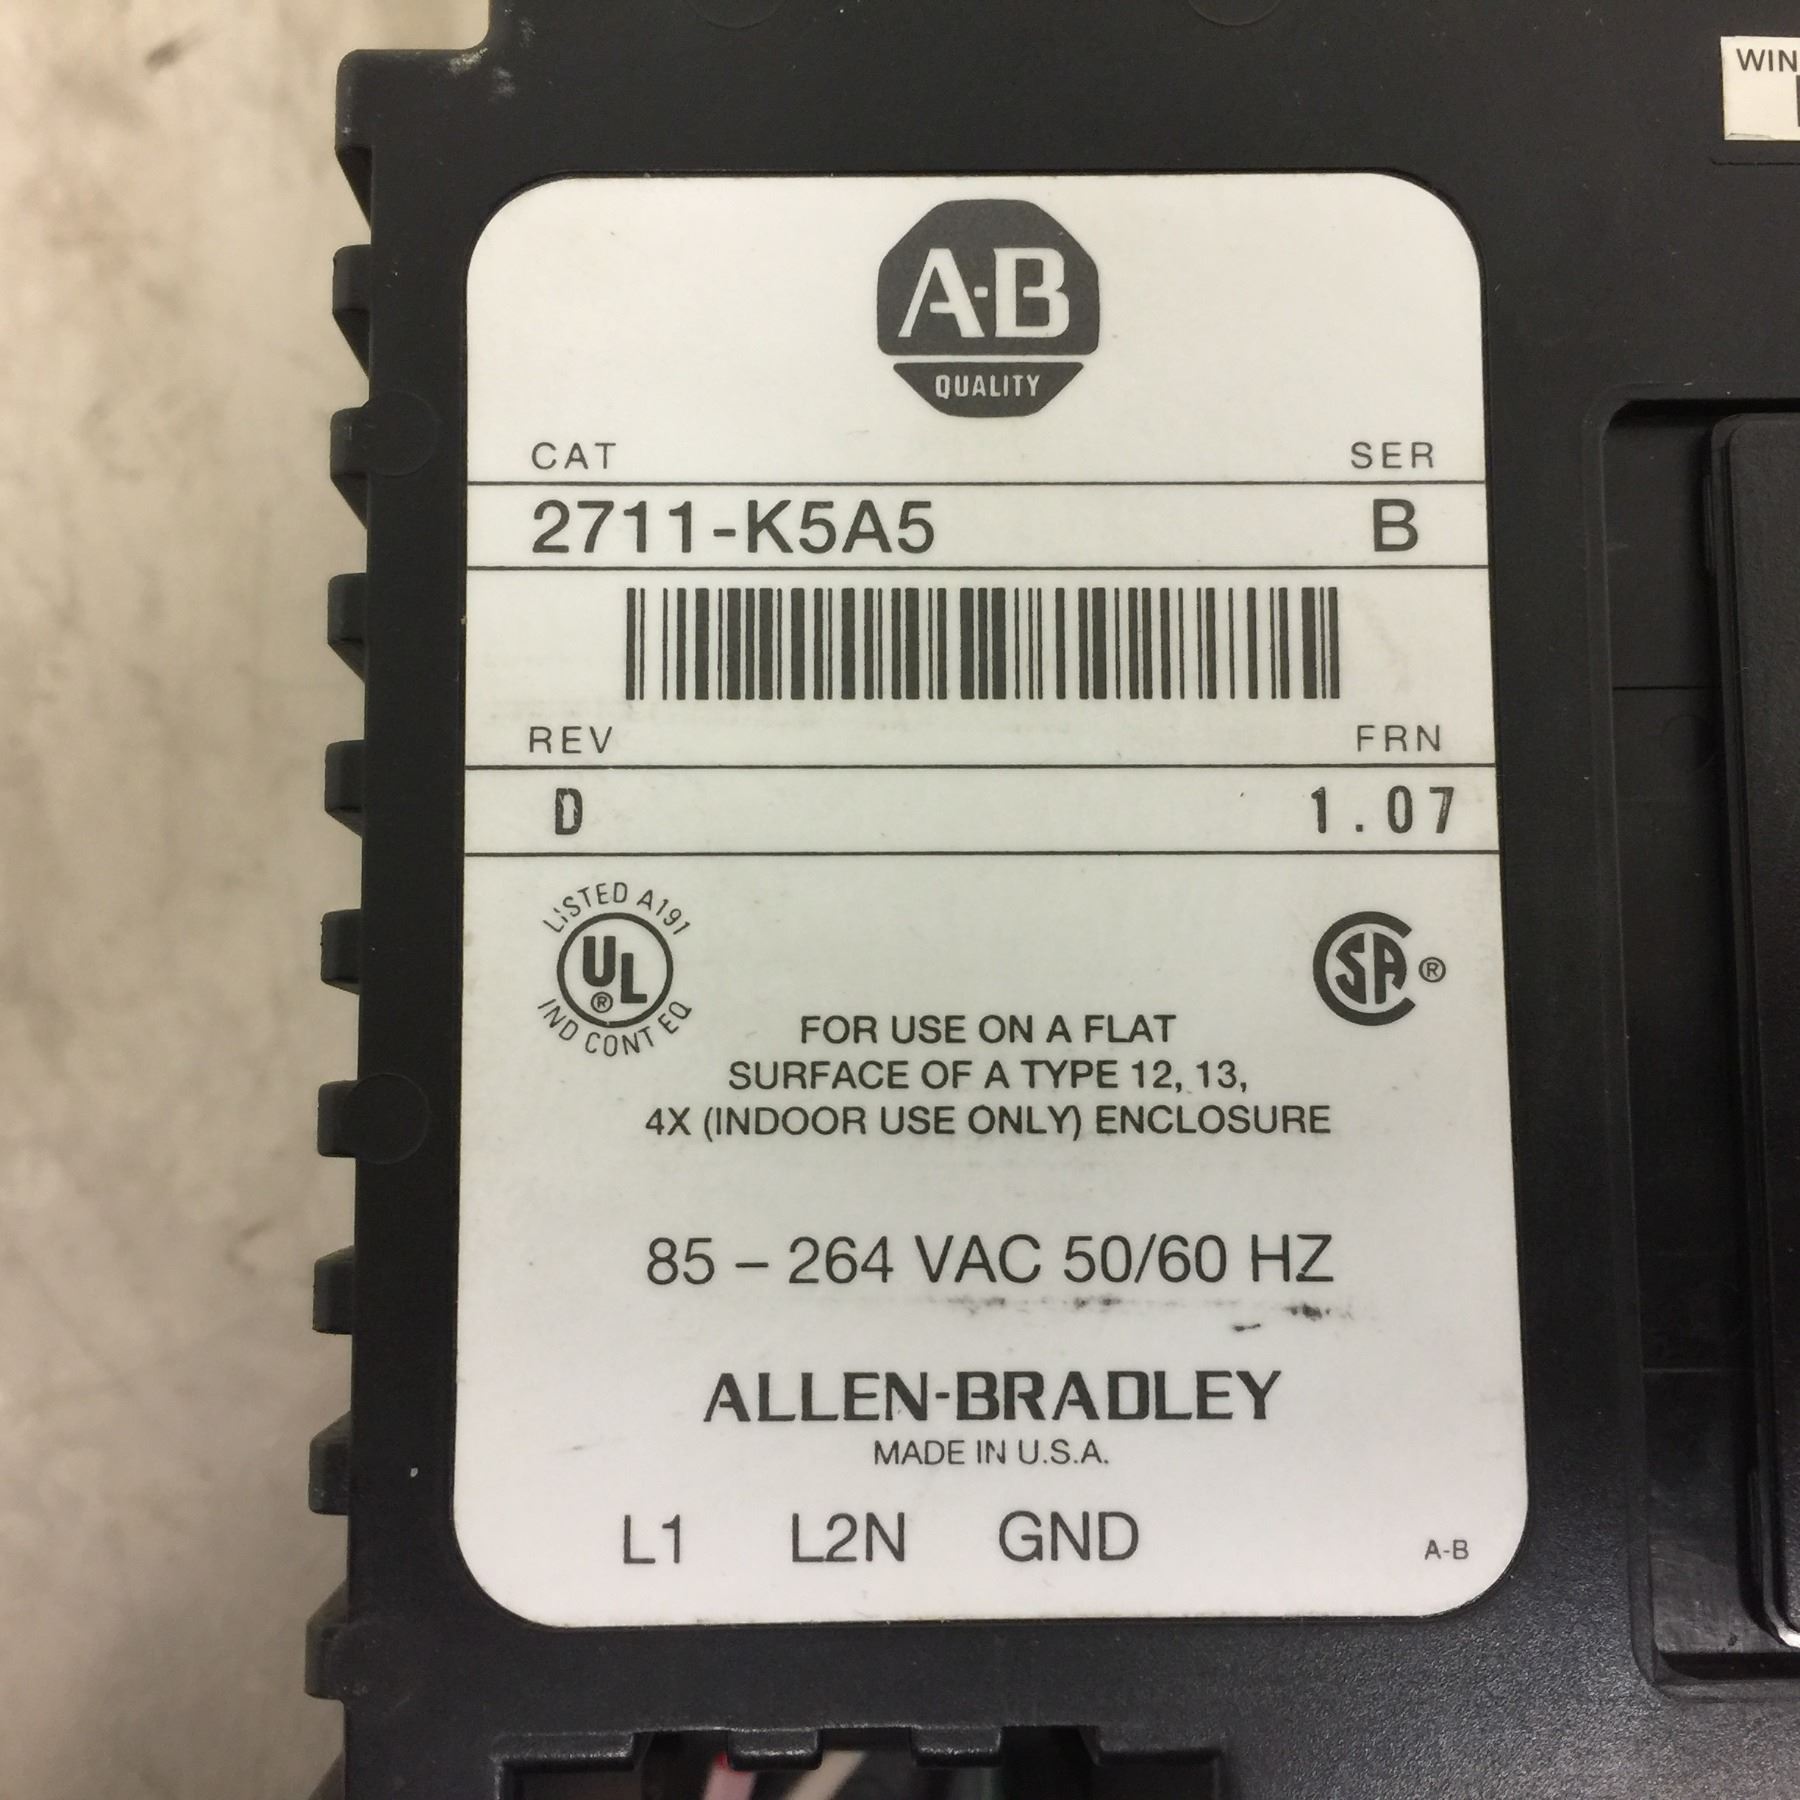 WIN
A-B
QUALITY
CAT SER
2711-K5A5 B
REV FRN
D 1.07
LISTED A191
UL
®
IND CONT EQ
SA ®
FOR USE ON A FLAT
SURFACE OF A TYPE 12, 13,
4X (INDOOR USE ONLY) ENCLOSURE
85 – 264 VAC 50/60 HZ
ALLEN-BRADLEY
MADE IN U.S.A.
L1 L2N GND A-B